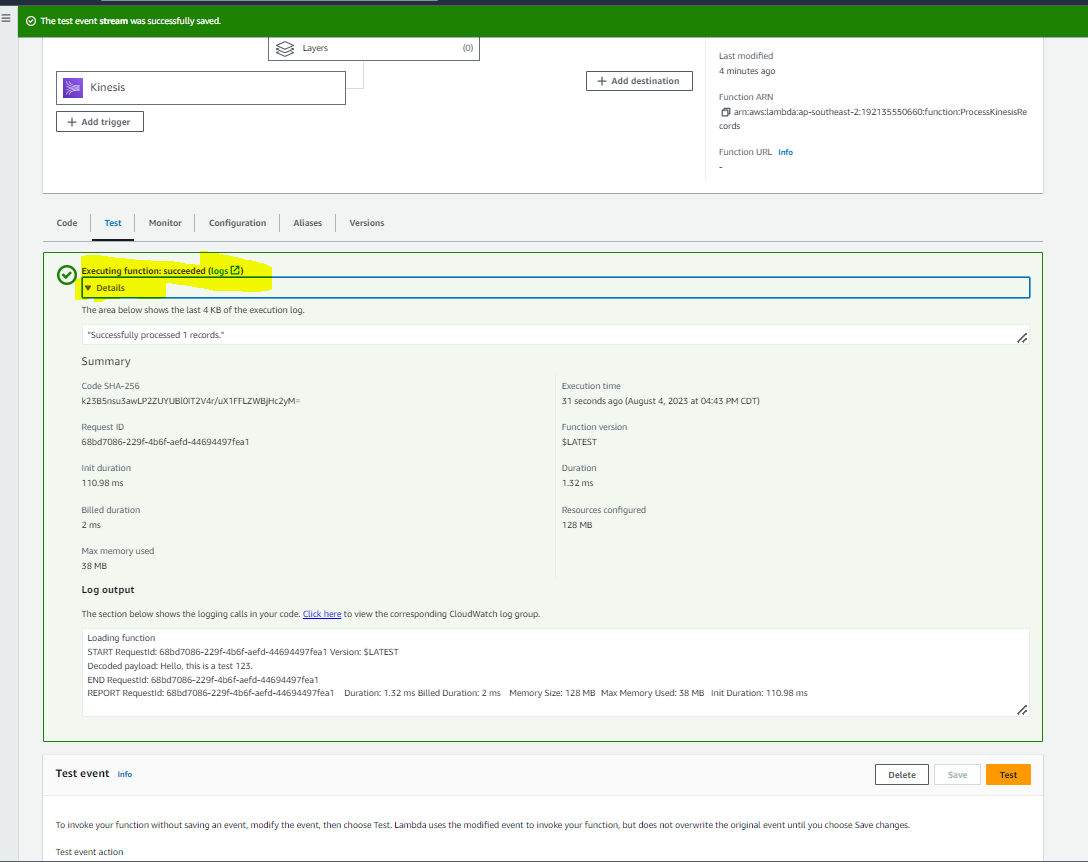 The test event stream was successfully saved.
Layers (0)
Kinesis
Add destination
Add trigger
Last modified
4 minutes ago
Function ARN
arn:aws:lambda:ap-southeast-2:192135550660:function:ProcessKinesisRe
cords
Function URL Info
-
Code Test Monitor Configuration Aliases Versions
Executing function: succeeded (logs)
Details
The area below shows the last 4 KB of the execution log.
"Successfully processed 1 records."
Summary
Code SHA-256
k23B5nsu3awLP2ZUYUBl0IT2V4r/uX1FFLZWBjHc2yM=
Execution time
31 seconds ago (August 4, 2023 at 04:43 PM CDT)
Request ID
68bd7086-229f-4b6f-aefd-44694497fea1
Function version
$LATEST
Init duration
110.98 ms
Duration
1.32 ms
Billed duration
2 ms
Resources configured
128 MB
Max memory used
38 MB
Log output
The section below shows the logging calls in your code. Click here to view the corresponding CloudWatch log group.
Loading function
START RequestId: 68bd7086-229f-4b6f-aefd-44694497fea1 Version: $LATEST
Decoded payload: Hello, this is a test 123.
END RequestId: 68bd7086-229f-4b6f-aefd-44694497fea1
REPORT RequestId: 68bd7086-229f-4b6f-aefd-44694497fea1 Duration: 1.32 ms Billed Duration: 2 ms Memory Size: 128 MB Max Memory Used: 38 MB Init Duration: 110.98 ms
Test event Info
Delete Save Test
To invoke your function without saving an event, modify the event, then choose Test. Lambda uses the modified event to invoke your function, but does not overwrite the original event until you choose Save changes.
Test event action